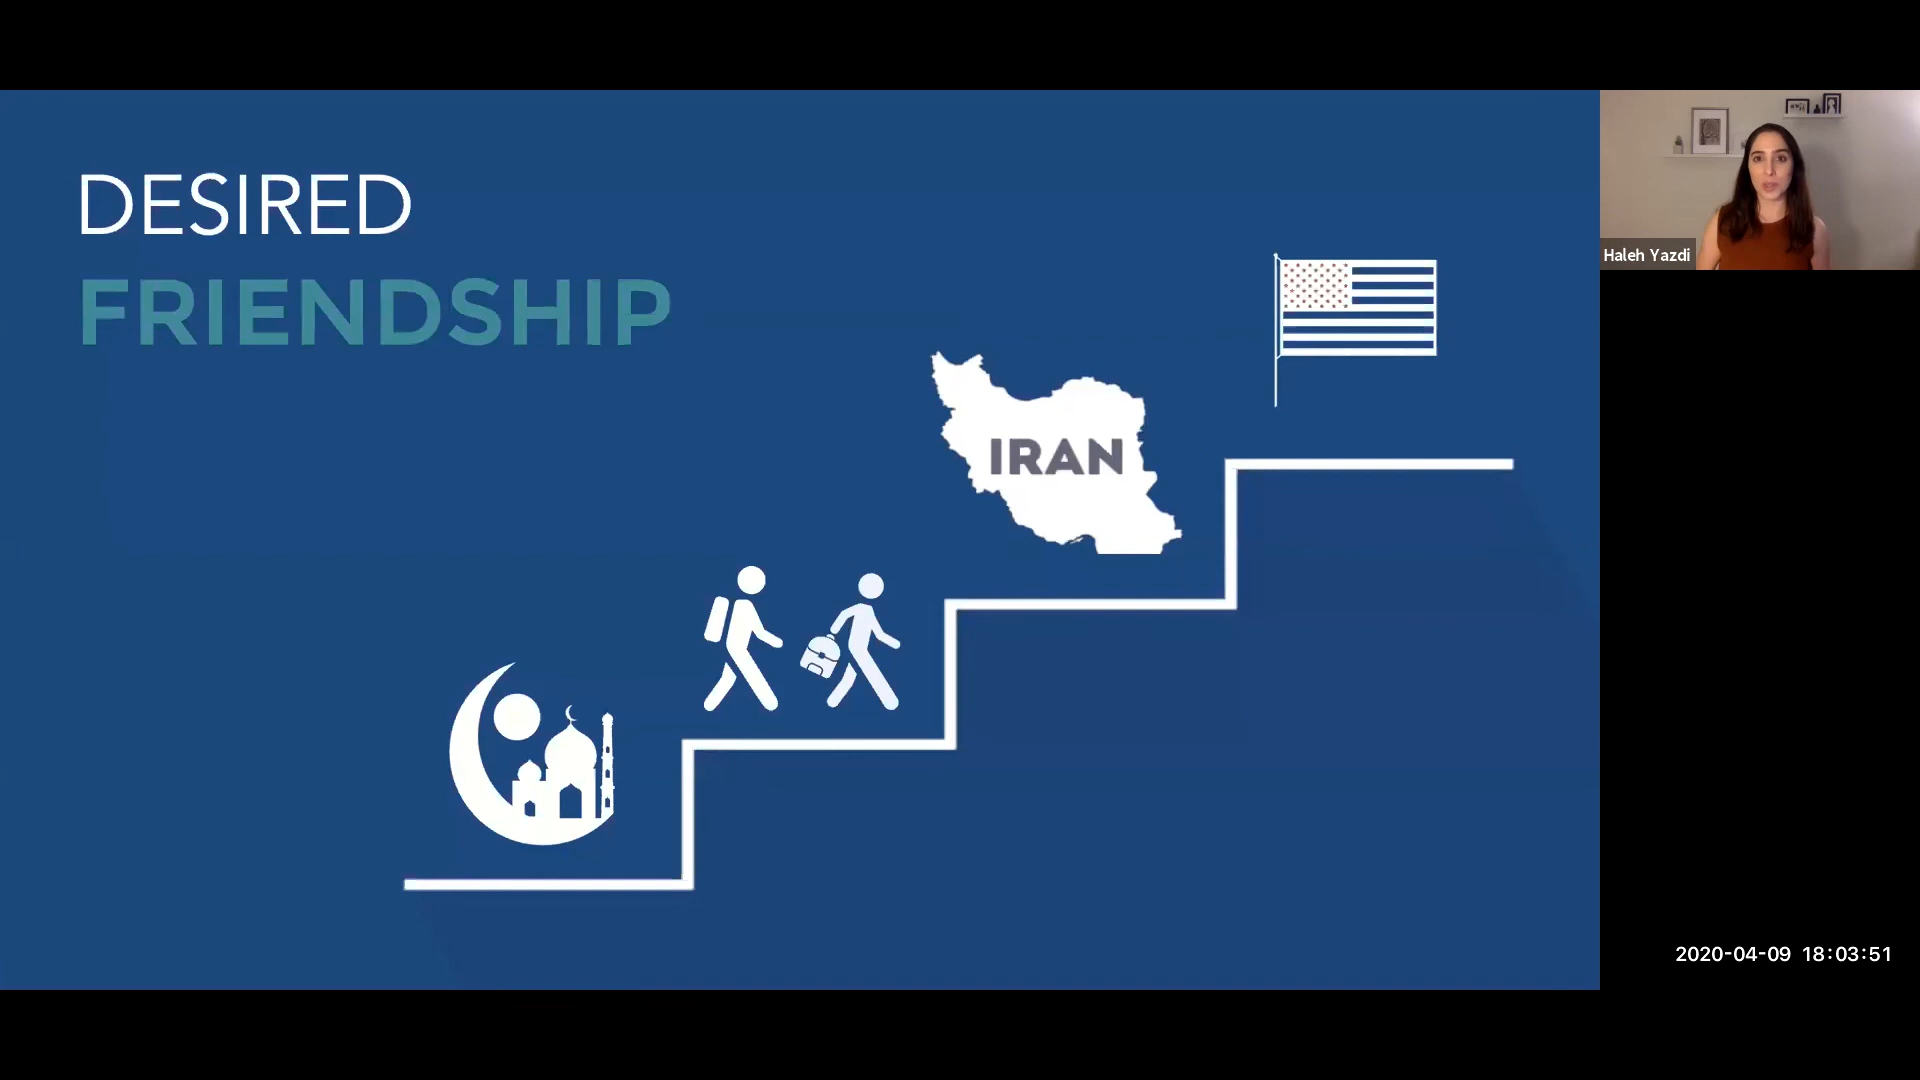 DESIRED
FRIENDSHIP
IRAN
Haleh Yazdi
2020-04-09 18:03:51